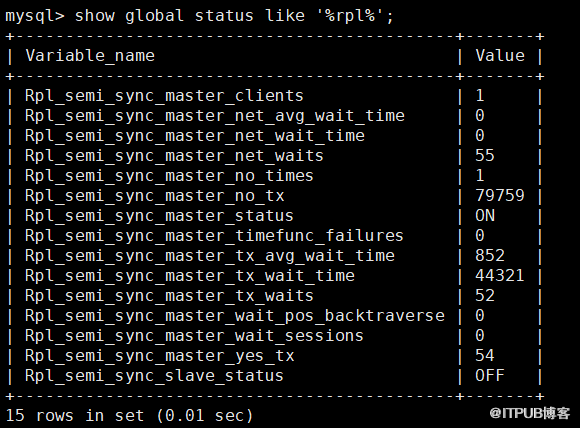 mysql> show global status like '%rpl%';
+--------------------------------------------+-------+
| Variable_name                              | Value |
+--------------------------------------------+-------+
| Rpl_semi_sync_master_clients               | 1     |
| Rpl_semi_sync_master_net_avg_wait_time     | 0     |
| Rpl_semi_sync_master_net_wait_time         | 0     |
| Rpl_semi_sync_master_net_waits             | 55    |
| Rpl_semi_sync_master_no_times              | 1     |
| Rpl_semi_sync_master_no_tx                 | 79759 |
| Rpl_semi_sync_master_status                | ON    |
| Rpl_semi_sync_master_timefunc_failures     | 0     |
| Rpl_semi_sync_master_tx_avg_wait_time      | 852   |
| Rpl_semi_sync_master_tx_wait_time          | 44321 |
| Rpl_semi_sync_master_tx_waits              | 52    |
| Rpl_semi_sync_master_wait_pos_backtraverse | 0     |
| Rpl_semi_sync_master_wait_sessions         | 0     |
| Rpl_semi_sync_master_yes_tx                | 54    |
| Rpl_semi_sync_slave_status                 | OFF   |
+--------------------------------------------+-------+
15 rows in set (0.01 sec)
@ITPUB博客